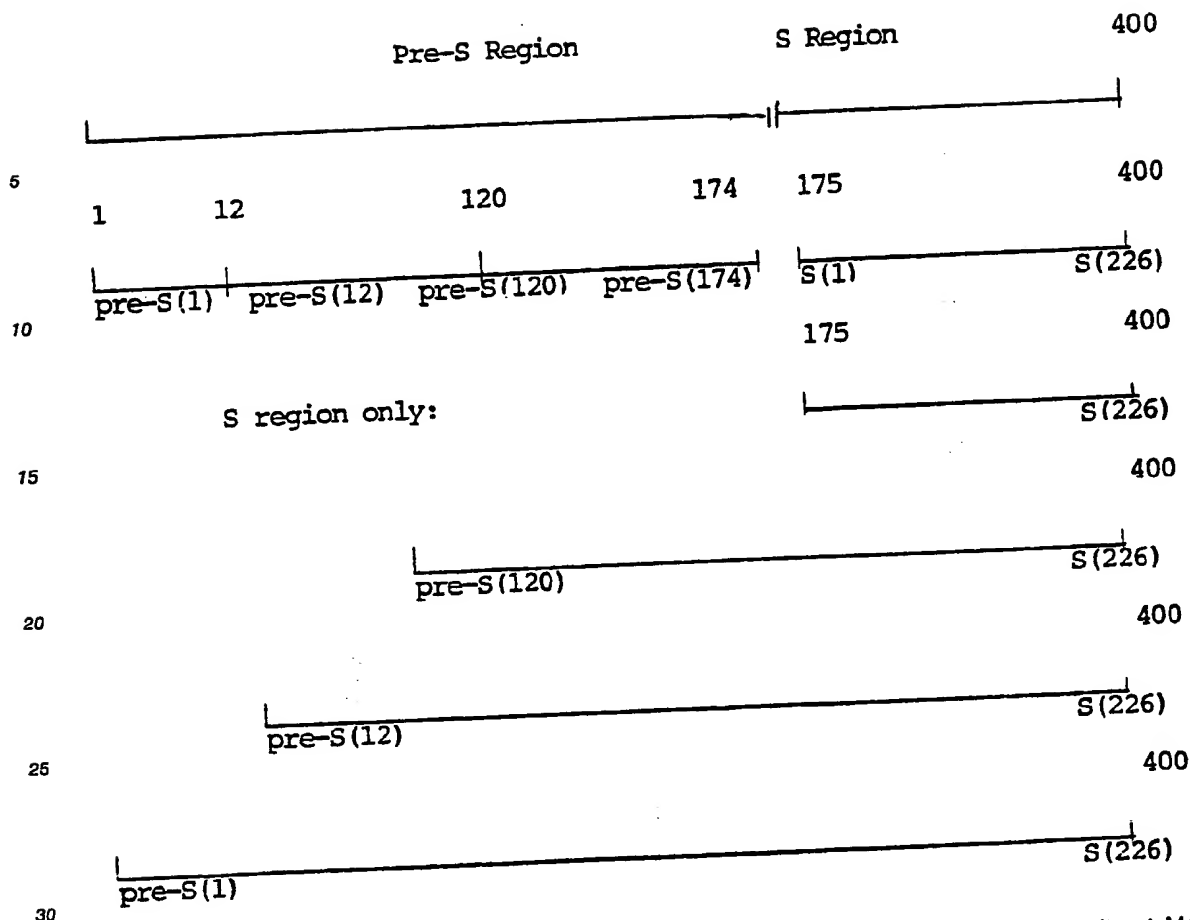 400
Pre-S Region S Region
5
1 12 120 174 175 400
pre-S(1) pre-S(12) pre-S(120) pre-S(174) S(1) S(226)
10
175 400
S region only: S(226)
15
400
pre-S(120) S(226)
20
400
pre-S(12) S(226)
25
400
pre-S(1) S(226)
30